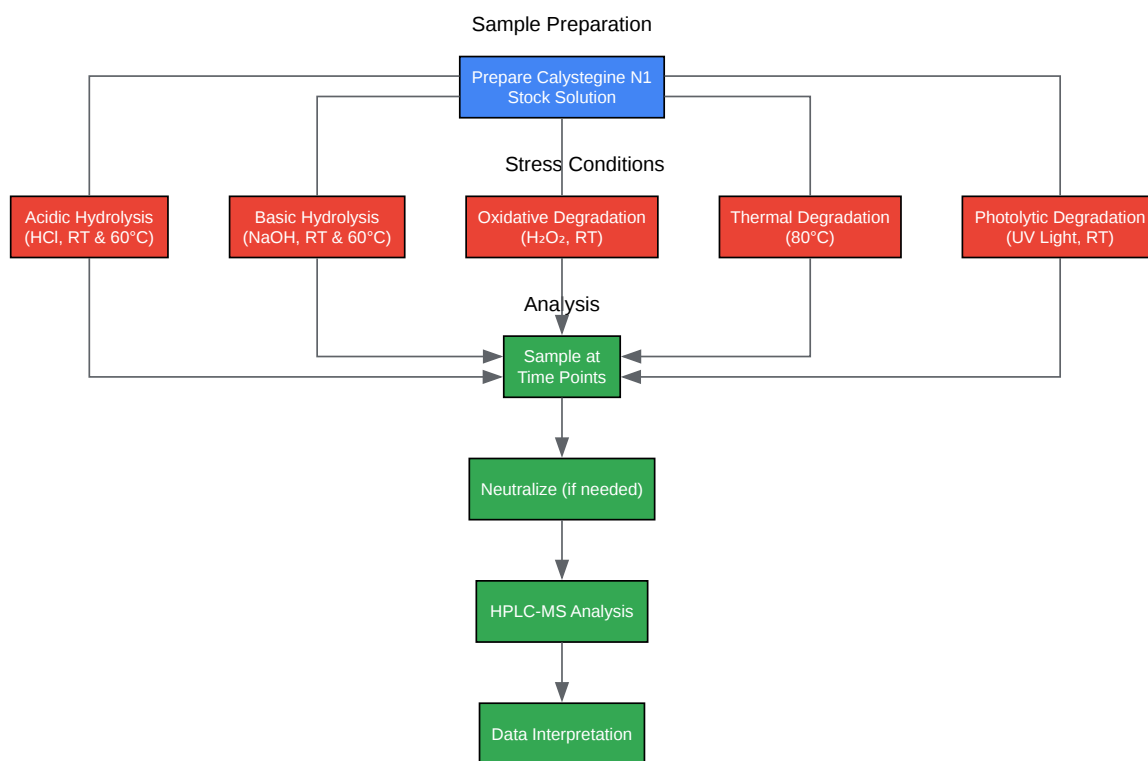 Sample Preparation
Prepare Calystegine N1
Stock Solution
Stress Conditions
Acidic Hydrolysis
(HCl, RT & 60°C)
Basic Hydrolysis
(NaOH, RT & 60°C)
Oxidative Degradation
(H₂O₂, RT)
Thermal Degradation
(80°C)
Photolytic Degradation
(UV Light, RT)
Analysis
Sample at
Time Points
Neutralize (if needed)
HPLC-MS Analysis
Data Interpretation